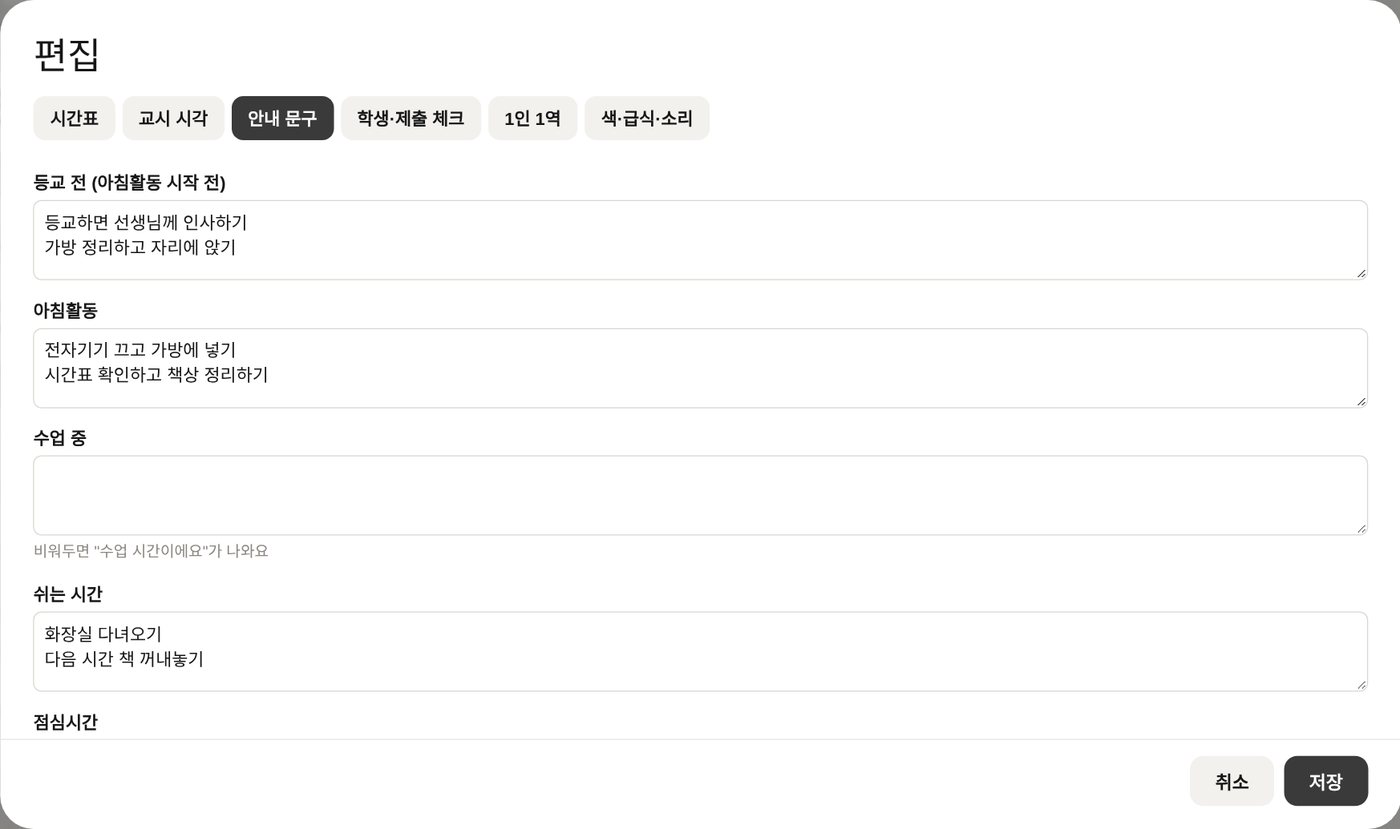 편집
시간표 교시 시각 안내 문구 학생·제출 체크 1인 1역 색·급식·소리
등교 전 (아침활동 시작 전)
등교하면 선생님께 인사하기
가방 정리하고 자리에 앉기
아침활동
전자기기 끄고 가방에 넣기
시간표 확인하고 책상 정리하기
수업 중
비워두면 "수업 시간이에요"가 나와요
쉬는 시간
화장실 다녀오기
다음 시간 책 꺼내놓기
점심시간
취소 저장